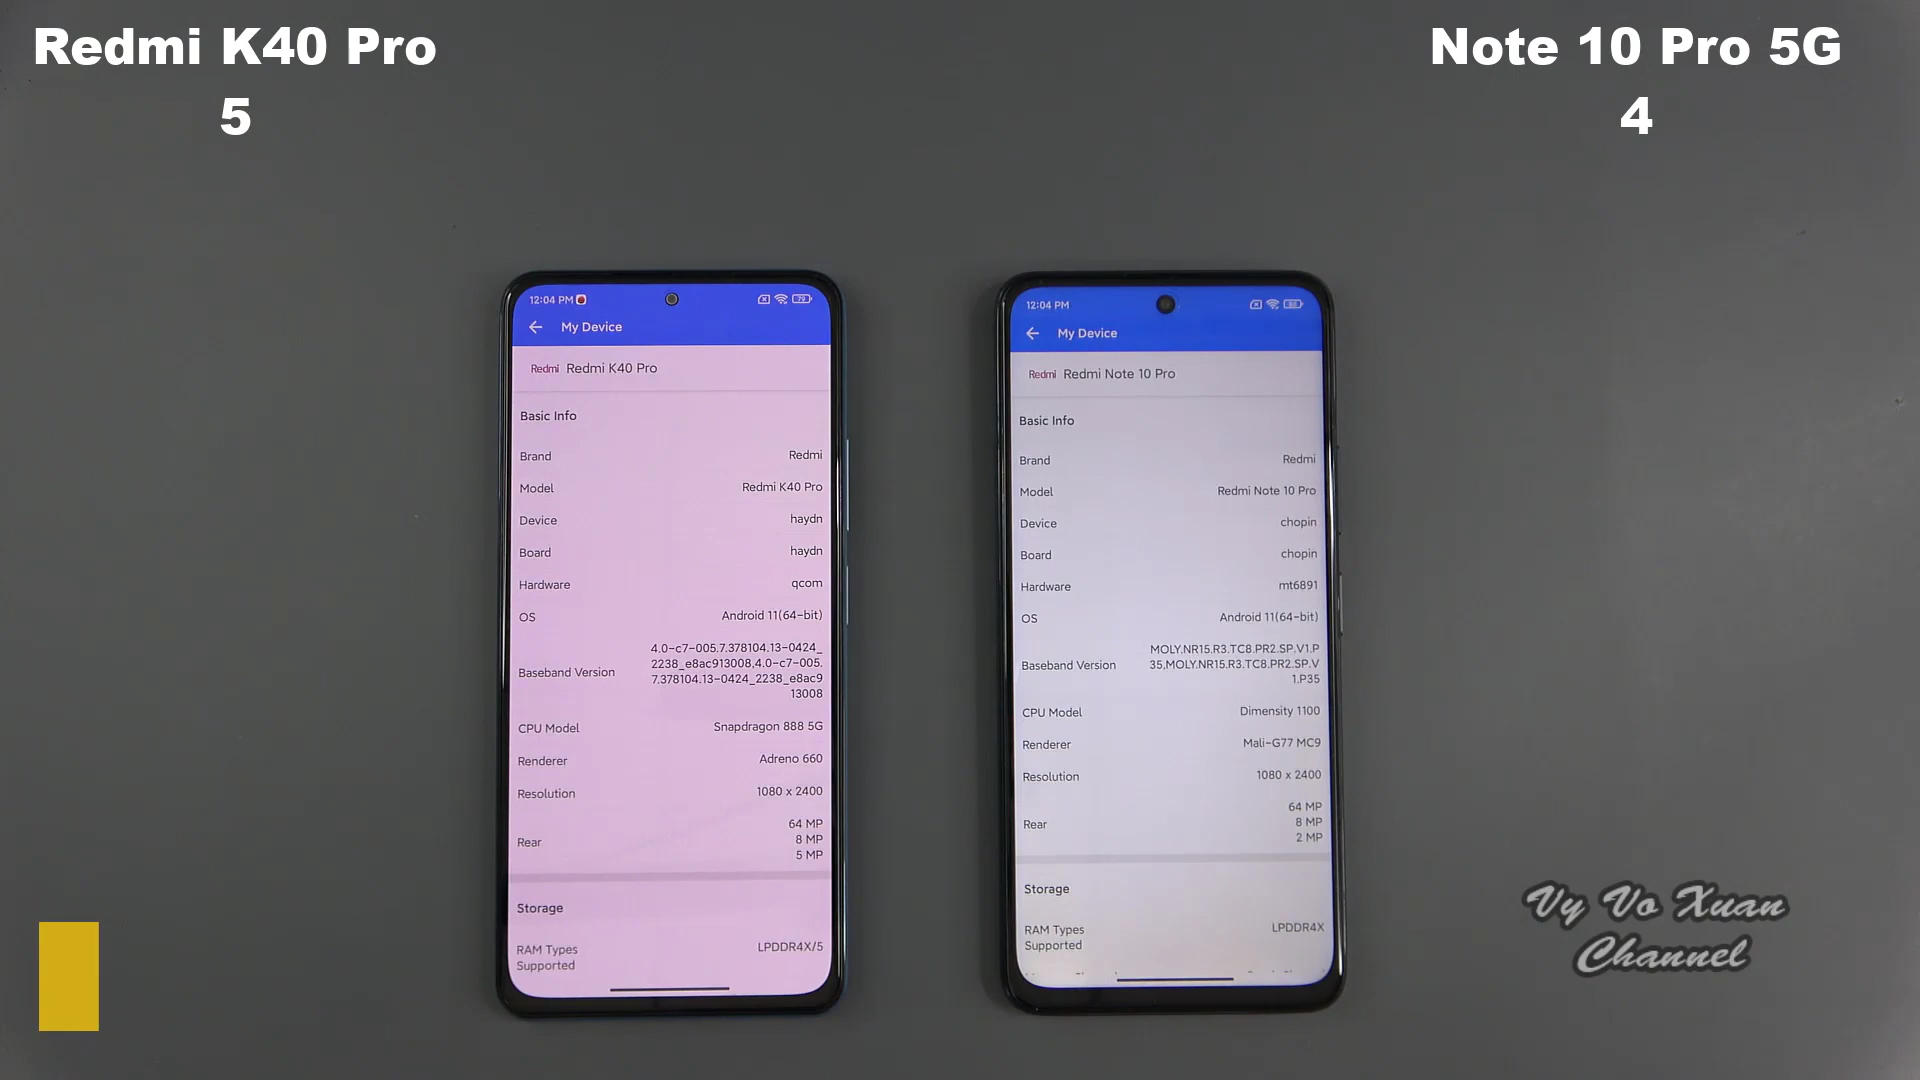 Redmi K40 Pro
5
Note 10 Pro 5G
4
12:04 PM
79
My Device
Redmi Redmi K40 Pro
Basic Info
Brand Redmi
Model Redmi K40 Pro
Device haydn
Board haydn
Hardware qcom
OS Android 11(64-bit)
Baseband Version
4.0-c7-005.7.378104.13-0424_
2238_e8ac913008,4.0-c7-005.
7.378104.13-0424_2238_e8ac9
13008
CPU Model Snapdragon 888 5G
Renderer Adreno 660
Resolution 1080 x 2400
Rear
64 MP
8 MP
5 MP
Storage
RAM Types LPDDR4X/5
Supported
12:04 PM
My Device
Redmi Redmi Note 10 Pro
Basic Info
Brand Redmi
Model Redmi Note 10 Pro
Device chopin
Board chopin
Hardware mt6891
OS Android 11(64-bit)
Baseband Version
MOLY.NR15.R3.TC8.PR2.SP.V1.P
35,MOLY.NR15.R3.TC8.PR2.SP.V
1.P35
CPU Model Dimensity 1100
Renderer Mali-G77 MC9
Resolution 1080 x 2400
Rear
64 MP
8 MP
2 MP
Storage
RAM Types LPDDR4X
Supported
Vy Vo Xuan
Channel